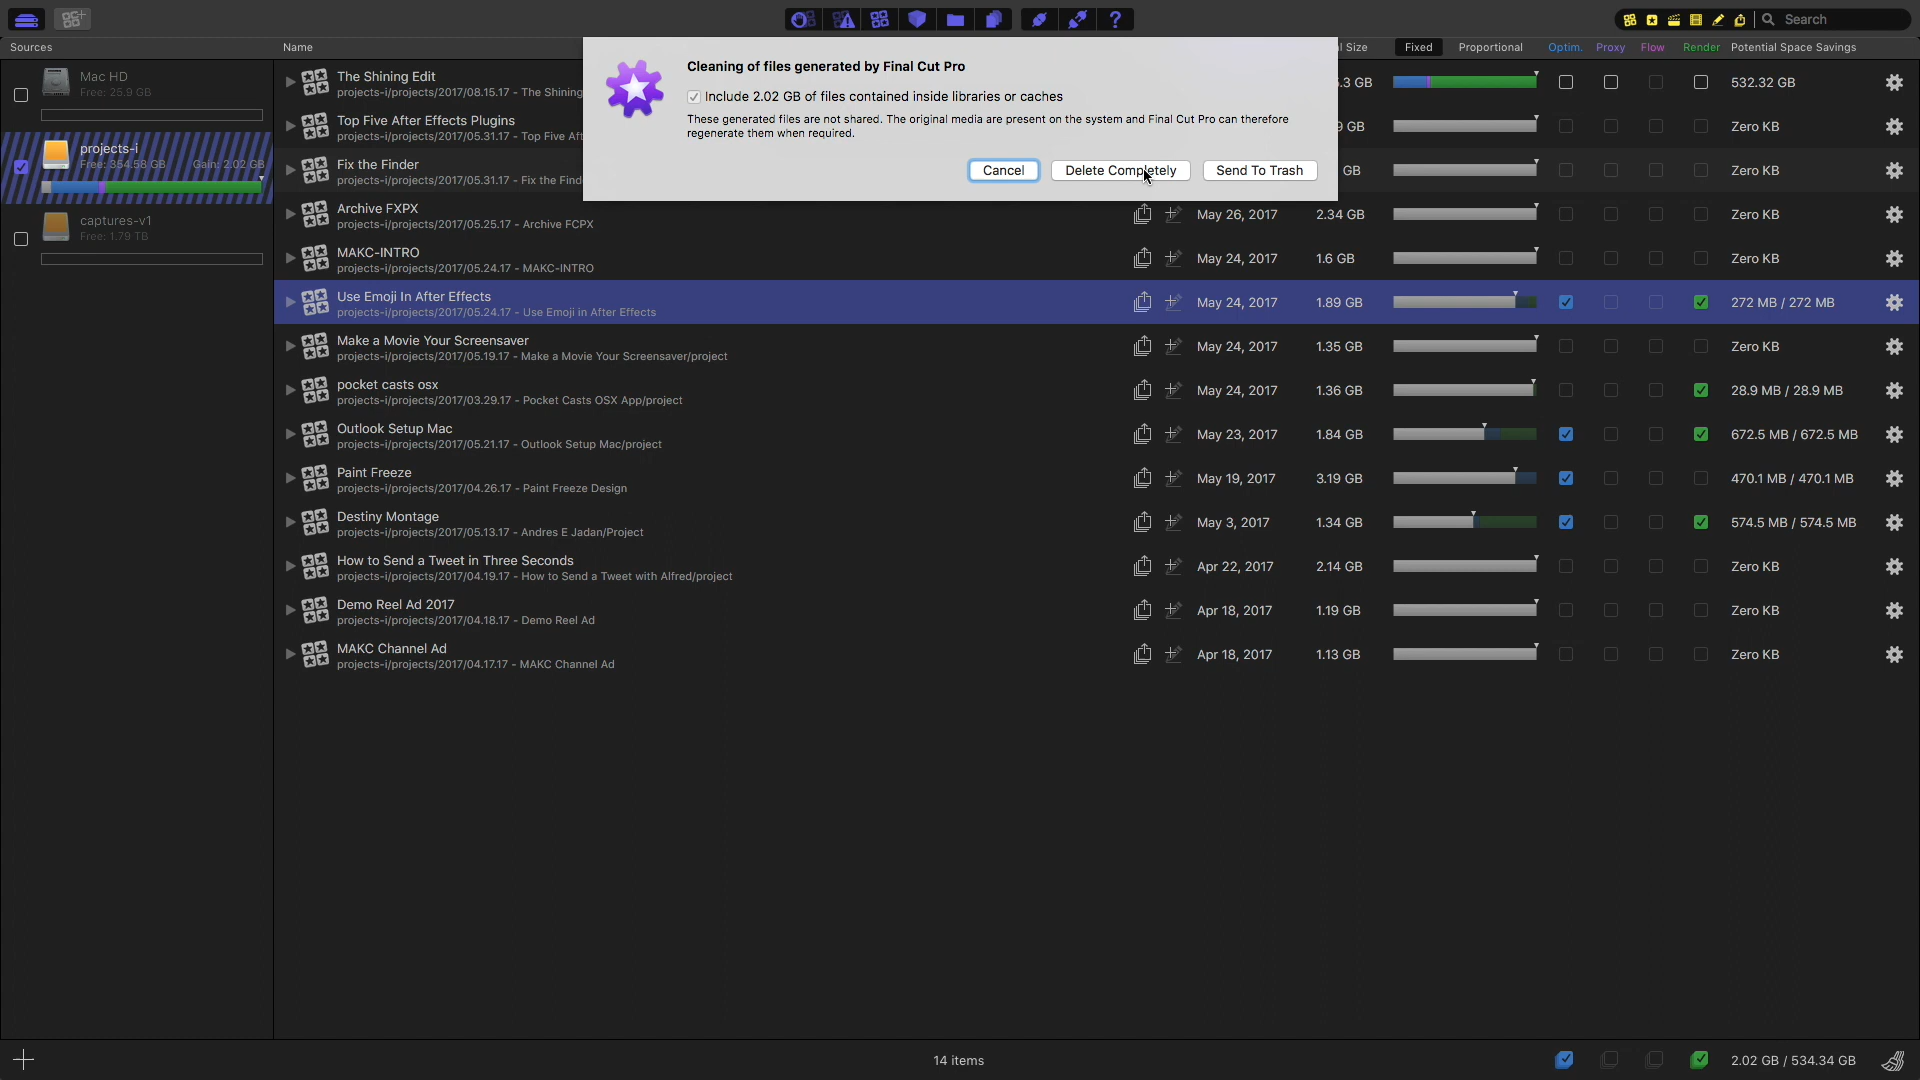 Search
Sources
Name
l Size
Fixed
Proportional
Optim.
Proxy
Flow
Render
Potential Space Savings
Mac HD
Free: 25.9 GB
projects-i
Free: 354.58 GB
Gain: 2.02 GB
captures-v1
Free: 1.79 TB
Cleaning of files generated by Final Cut Pro
Include 2.02 GB of files contained inside libraries or caches
These generated files are not shared. The original media are present on the system and Final Cut Pro can therefore
regenerate them when required.
Cancel
Delete Completely
Send To Trash
The Shining Edit
projects-i/projects/2017/08.15.17 - The Shining
.3 GB
532.32 GB
Top Five After Effects Plugins
projects-i/projects/2017/05.31.17 - Top Five Aft
9 GB
Zero KB
Fix the Finder
projects-i/projects/2017/05.31.17 - Fix the Find
GB
Zero KB
Archive FXPX
projects-i/projects/2017/05.25.17 - Archive FCPX
May 26, 2017
2.34 GB
Zero KB
MAKC-INTRO
projects-i/projects/2017/05.24.17 - MAKC-INTRO
May 24, 2017
1.6 GB
Zero KB
Use Emoji In After Effects
projects-i/projects/2017/05.24.17 - Use Emoji in After Effects
May 24, 2017
1.89 GB
272 MB / 272 MB
Make a Movie Your Screensaver
projects-i/projects/2017/05.19.17 - Make a Movie Your Screensaver/project
May 24, 2017
1.35 GB
Zero KB
pocket casts osx
projects-i/projects/2017/03.29.17 - Pocket Casts OSX App/project
May 24, 2017
1.36 GB
28.9 MB / 28.9 MB
Outlook Setup Mac
projects-i/projects/2017/05.21.17 - Outlook Setup Mac/project
May 23, 2017
1.84 GB
672.5 MB / 672.5 MB
Paint Freeze
projects-i/projects/2017/04.26.17 - Paint Freeze Design
May 19, 2017
3.19 GB
470.1 MB / 470.1 MB
Destiny Montage
projects-i/projects/2017/05.13.17 - Andres E Jadan/Project
May 3, 2017
1.34 GB
574.5 MB / 574.5 MB
How to Send a Tweet in Three Seconds
projects-i/projects/2017/04.19.17 - How to Send a Tweet with Alfred/project
Apr 22, 2017
2.14 GB
Zero KB
Demo Reel Ad 2017
projects-i/projects/2017/04.18.17 - Demo Reel Ad
Apr 18, 2017
1.19 GB
Zero KB
MAKC Channel Ad
projects-i/projects/2017/04.17.17 - MAKC Channel Ad
Apr 18, 2017
1.13 GB
Zero KB
14 items
2.02 GB / 534.34 GB